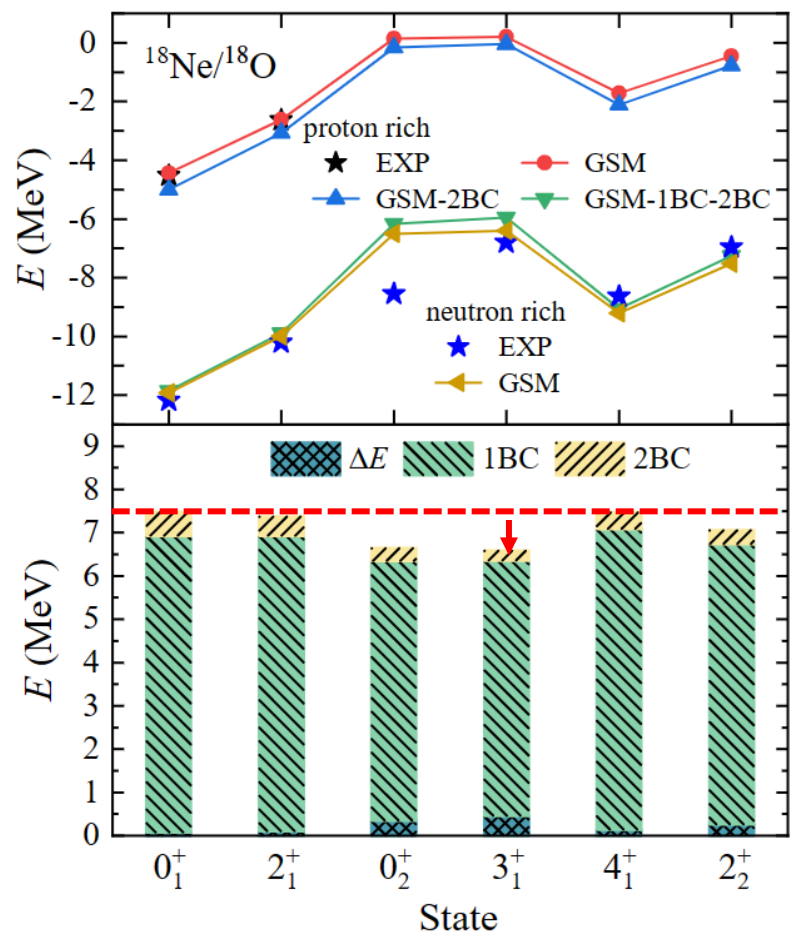 ¹⁸Ne/¹⁸O
proton rich
EXP
GSM
GSM-2BC
GSM-1BC-2BC
neutron rich
EXP
GSM
E (MeV)
0
-2
-4
-6
-8
-10
-12
ΔE
1BC
2BC
E (MeV)
9
8
7
6
5
4
3
2
1
0
0₁⁺ 2₁⁺ 0₂⁺ 3₁⁺ 4₁⁺ 2₂⁺
State